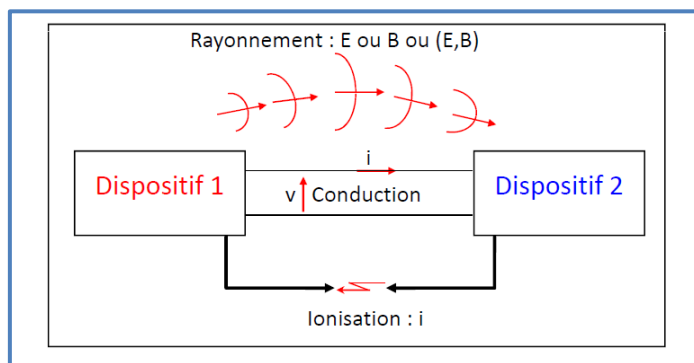 Rayonnement : E ou B ou (E,B)
i
Dispositif 1
v
Conduction
Dispositif 2
Ionisation : i